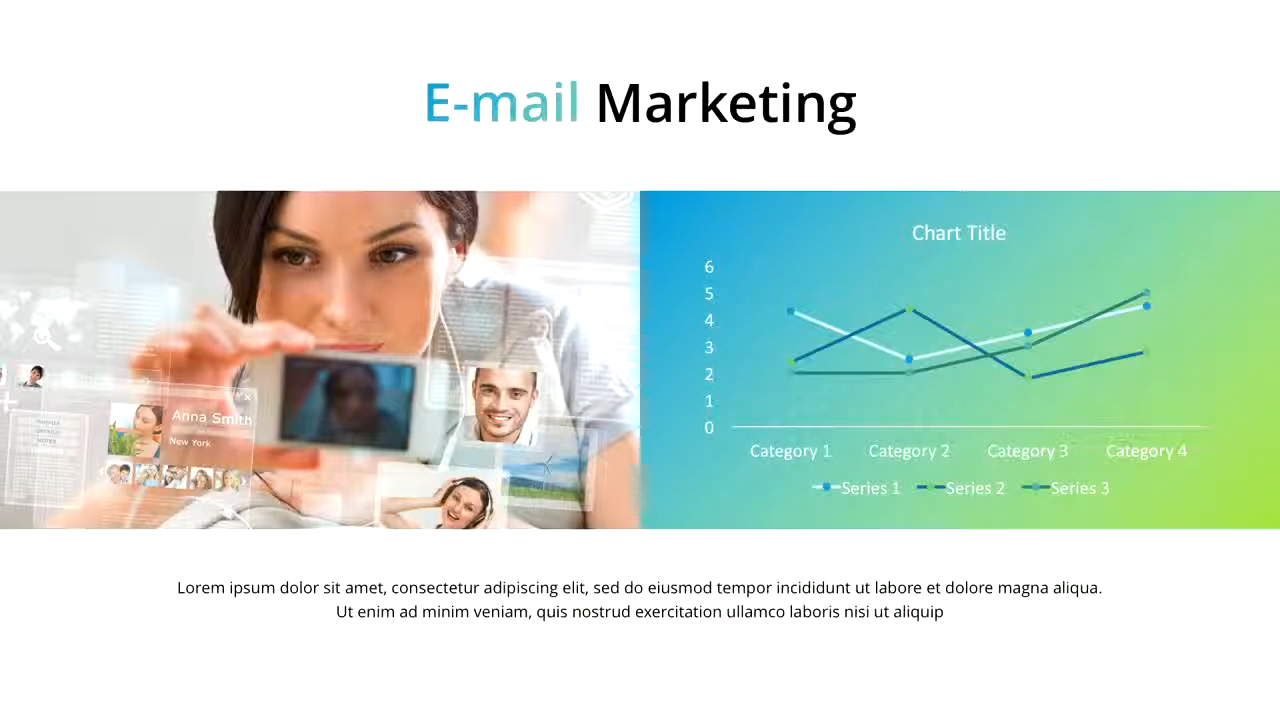 E-mail Marketing
Anna Smith
New York
Chart Title
6
5
4
3
2
1
0
Category 1 Category 2 Category 3 Category 4
Series 1 Series 2 Series 3
Lorem ipsum dolor sit amet, consectetur adipiscing elit, sed do eiusmod tempor incididunt ut labore et dolore magna aliqua.
Ut enim ad minim veniam, quis nostrud exercitation ullamco laboris nisi ut aliquip